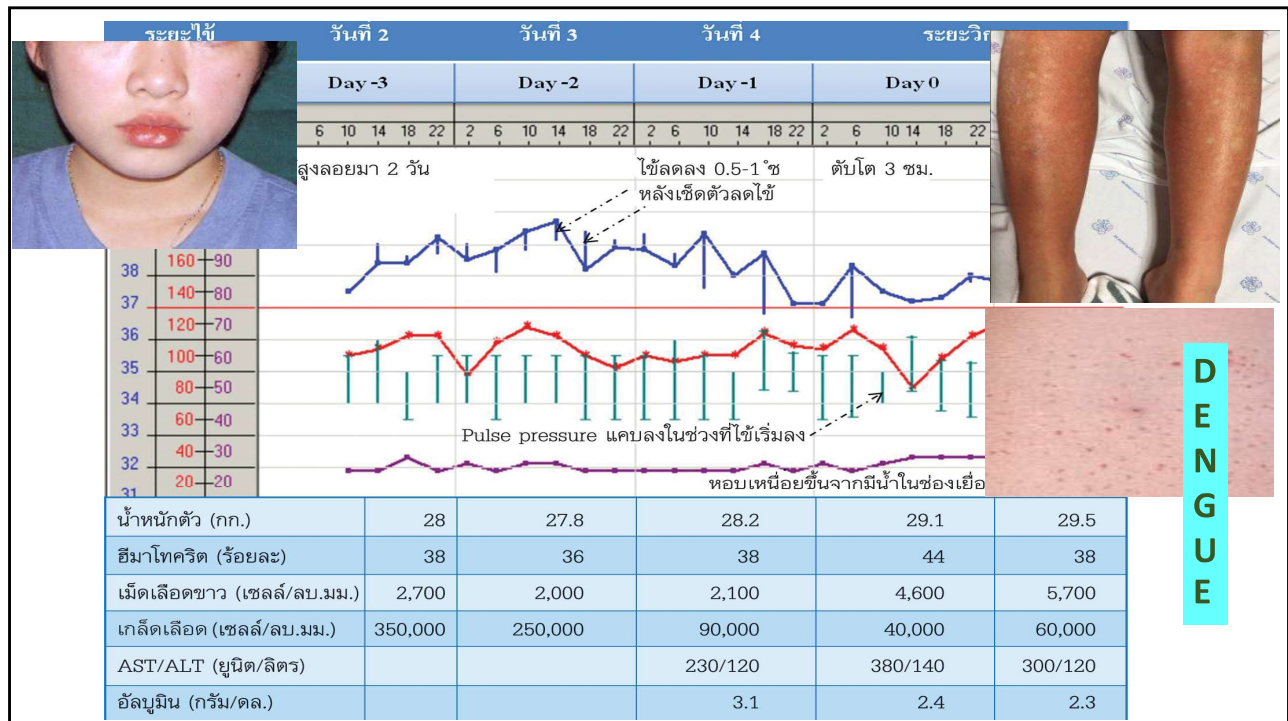 ระยะไข้ วันที่ 2 วันที่ 3 วันที่ 4
Day -3 Day -2 Day -1 Day 0
6 10 14 18 22 2 6 10 14 18 22 2 6 10 14 18 22 2 6 10 14 18 22
สูงลอยมา 2 วัน ไข้ลดลง 0.5-1 ํซ ตับโต 3 ซม.
หลังเช็ดตัวลดไข้
38 160 90
37 140 80
36 120 70
35 100 60
34 80 50
33 60 40
32 40 30
31 20 20
Pulse pressure แคบลงในช่วงที่ไข้เริ่มลง
หอบเหนื่อยขึ้นจากมีน้ำในช่อง
น้ำหนักตัว (กก.) 28 27.8 28.2 29.1 29.5
ฮีมาโทคริต (ร้อยละ) 38 36 38 44 38
เม็ดเลือดขาว (เซลล์/ลบ.มม.) 2,700 2,000 2,100 4,600 5,700
เกล็ดเลือด (เซลล์/ลบ.มม.) 350,000 250,000 90,000 40,000 60,000
AST/ALT (ยูนิต/ลิตร) 230/120 380/140 300/120
อัลบูมิน (กรัม/ดล.) 3.1 2.4 2.3
D
E
N
G
U
E